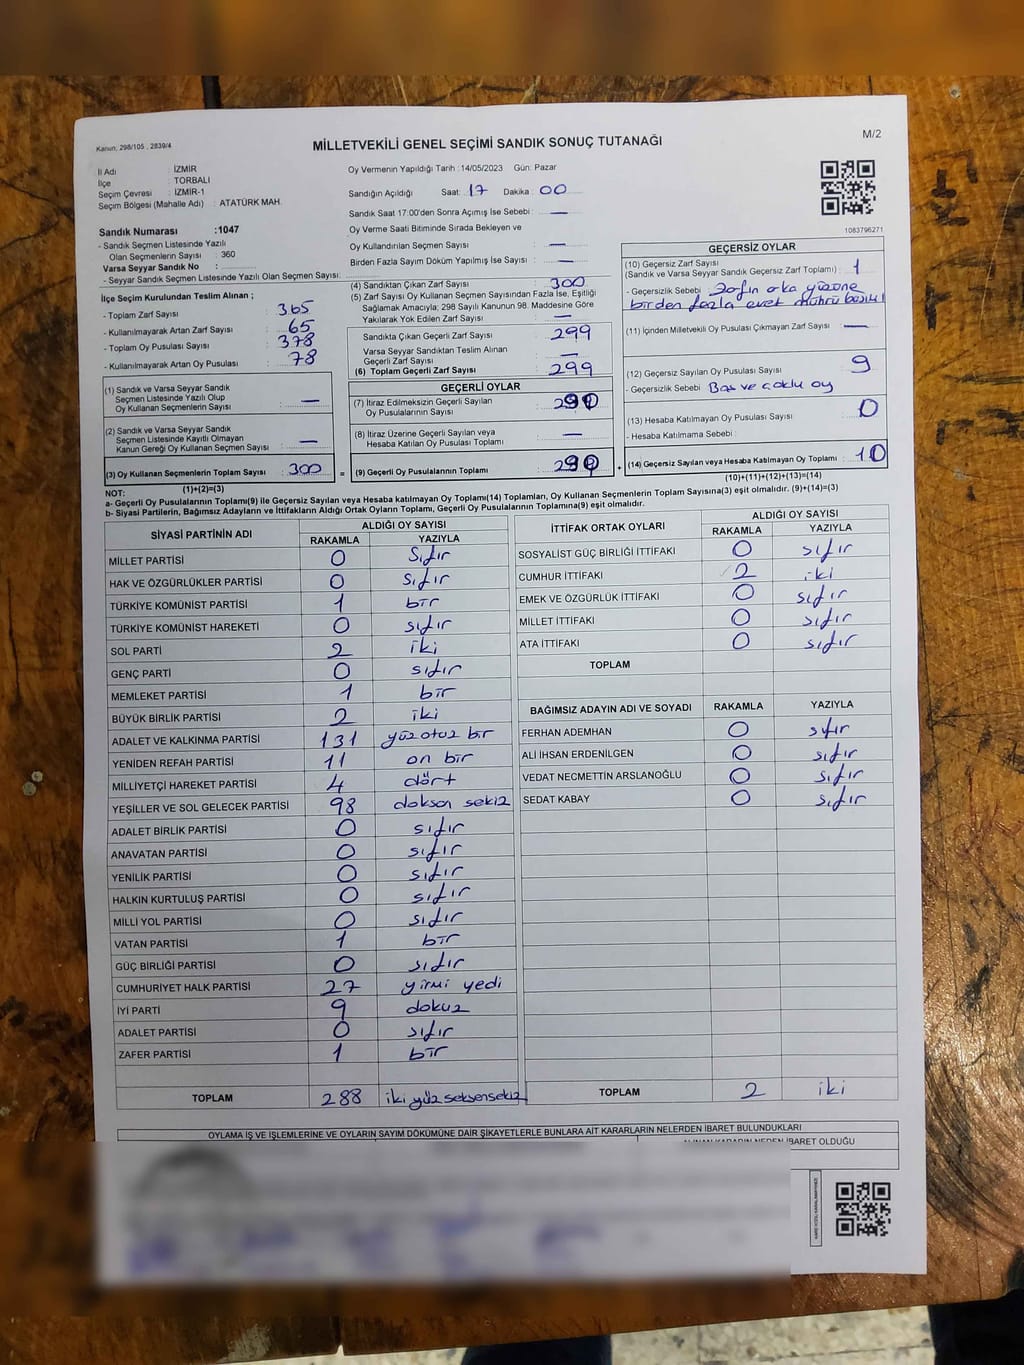 Kanun, 298/105 , 2839/4
MİLLETVEKİLİ GENEL SEÇİMİ SANDIK SONUÇ TUTANAĞI
M/2
İl Adı : İZMİR
İlçe : TORBALI
Seçim Çevresi : İZMİR-1
Seçim Bölgesi (Mahalle Adı) : ATATÜRK MAH.
Sandık Numarası :1047
- Sandık Seçmen Listesinde Yazılı
Olan Seçmenlerin Sayısı : 360
Varsa Seyyar Sandık No :
- Seyyar Sandık Seçmen Listesinde Yazılı Olan Seçmen Sayısı:
Oy Vermenin Yapıldığı Tarih :14/05/2023 Gün: Pazar
Sandığın Açıldığı Saat: 17 Dakika: 00
Sandık Saat 17:00'den Sonra Açımış İse Sebebi : —
Oy Verme Saati Bitiminde Sırada Bekleyen ve
Oy Kullandırılan Seçmen Sayısı : —
Birden Fazla Sayım Döküm Yapılmış İse Sayısı : —
1083796271
İlçe Seçim Kurulundan Teslim Alınan ;
- Toplam Zarf Sayısı : 365
- Kullanılmayarak Artan Zarf Sayısı : 65
- Toplam Oy Pusulası Sayısı : 378
- Kullanılmayarak Artan Oy Pusulası : 78
(4) Sandıktan Çıkan Zarf Sayısı : 300
(5) Zarf Sayısı Oy Kullanan Seçmen Sayısından Fazla İse, Eşitliği
Sağlamak Amacıyla; 298 Sayılı Kanunun 98. Maddesine Göre
Yakılarak Yok Edilen Zarf Sayısı : —
Sandıkta Çıkan Geçerli Zarf Sayısı : 299
Varsa Seyyar Sandıktan Teslim Alınan
Geçerli Zarf Sayısı : —
(6) Toplam Geçerli Zarf Sayısı : 299
GEÇERSİZ OYLAR
(10) Geçersiz Zarf Sayısı
(Sandık ve Varsa Seyyar Sandık Geçersiz Zarf Toplamı) : 1
- Geçersizlik Sebebi : Zarfın arka yüzüne
birden fazla evet mührü
(11) İçinden Milletvekili Oy Pusulası Çıkmayan Zarf Sayısı : —
(12) Geçersiz Sayılan Oy Pusulası Sayısı : 9
- Geçersizlik Sebebi : Boş ve çoklu oy
(13) Hesaba Katılmayan Oy Pusulası Sayısı : 0
- Hesaba Katılmama Sebebi :
(14) Geçersiz Sayılan veya Hesaba Katılmayan Oy Toplamı : 10
(10)+(11)+(12)+(13)=(14)
(1) Sandık ve Varsa Seyyar Sandık
Seçmen Listesinde Yazılı Olup
Oy Kullanan Seçmenlerin Sayısı : —
(2) Sandık ve Varsa Seyyar Sandık
Seçmen Listesinde Kayıtlı Olmayan
Kanun Gereği Oy Kullanan Seçmen Sayısı : —
(3) Oy Kullanan Seçmenlerin Toplam Sayısı : 300
(1)+(2)=(3)
GEÇERLİ OYLAR
(7) İtiraz Edilmeksizin Geçerli Sayılan
Oy Pusulalarının Sayısı : 290
(8) İtiraz Üzerine Geçerli Sayılan veya
Hesaba Katılan Oy Pusulası Toplamı : —
= (9) Geçerli Oy Pusulalarının Toplamı : 290 +
NOT:
a- Geçerli Oy Pusulalarının Toplamı(9) ile Geçersiz Sayılan veya Hesaba katılmayan Oy Toplamı(14) Toplamları, Oy Kullanan Seçmenlerin Toplam Sayısına(3) eşit olmalıdır. (9)+(14)=(3)
b- Siyasi Partilerin, Bağımsız Adayların ve İttifakların Aldığı Ortak Oyların Toplamı, Geçerli Oy Pusulalarının Toplamına(9) eşit olmalıdır.
SİYASİ PARTİNİN ADI ALDIĞI OY SAYISI
RAKAMLA YAZIYLA
MİLLET PARTİSİ 0 Sıfır
HAK VE ÖZGÜRLÜKLER PARTİSİ 0 sıfır
TÜRKİYE KOMÜNİST PARTİSİ 1 bir
TÜRKİYE KOMÜNİST HAREKETİ 0 sıfır
SOL PARTİ 2 iki
GENÇ PARTİ 0 sıfır
MEMLEKET PARTİSİ 1 bir
BÜYÜK BİRLİK PARTİSİ 2 iki
ADALET VE KALKINMA PARTİSİ 131 yüz otuz bir
YENİDEN REFAH PARTİSİ 11 on bir
MİLLİYETÇİ HAREKET PARTİSİ 4 dört
YEŞİLLER VE SOL GELECEK PARTİSİ 98 doksan sekiz
ADALET BİRLİK PARTİSİ 0 sıfır
ANAVATAN PARTİSİ 0 sıfır
YENİLİK PARTİSİ 0 sıfır
HALKIN KURTULUŞ PARTİSİ 0 sıfır
MİLLİ YOL PARTİSİ 0 sıfır
VATAN PARTİSİ 1 bir
GÜÇ BİRLİĞİ PARTİSİ 0 sıfır
CUMHURİYET HALK PARTİSİ 27 yirmi yedi
İYİ PARTİ 9 dokuz
ADALET PARTİSİ 0 sıfır
ZAFER PARTİSİ 1 bir
TOPLAM 288 iki yüz seksensekiz
İTTİFAK ORTAK OYLARI ALDIĞI OY SAYISI
RAKAMLA YAZIYLA
SOSYALİST GÜÇ BİRLİĞİ İTTİFAKI 0 sıfır
CUMHUR İTTİFAKI 2 iki
EMEK VE ÖZGÜRLÜK İTTİFAKI 0 sıfır
MİLLET İTTİFAKI 0 sıfır
ATA İTTİFAKI 0 sıfır
TOPLAM
BAĞIMSIZ ADAYIN ADI VE SOYADI RAKAMLA YAZIYLA
FERHAN ADEMHAN 0 sıfır
ALİ İHSAN ERDENİLGEN 0 sıfır
VEDAT NECMETTİN ARSLANOĞLU 0 sıfır
SEDAT KABAY 0 sıfır
TOPLAM 2 iki
OYLAMA İŞ VE İŞLEMLERİNE VE OYLARIN SAYIM DÖKÜMÜNE DAİR ŞİKAYETLERLE BUNLARA AİT KARARLARIN NELERDEN İBARET BULUNDUKLARI
ALINAN KARARIN NEDEN İBARET OLDUĞU